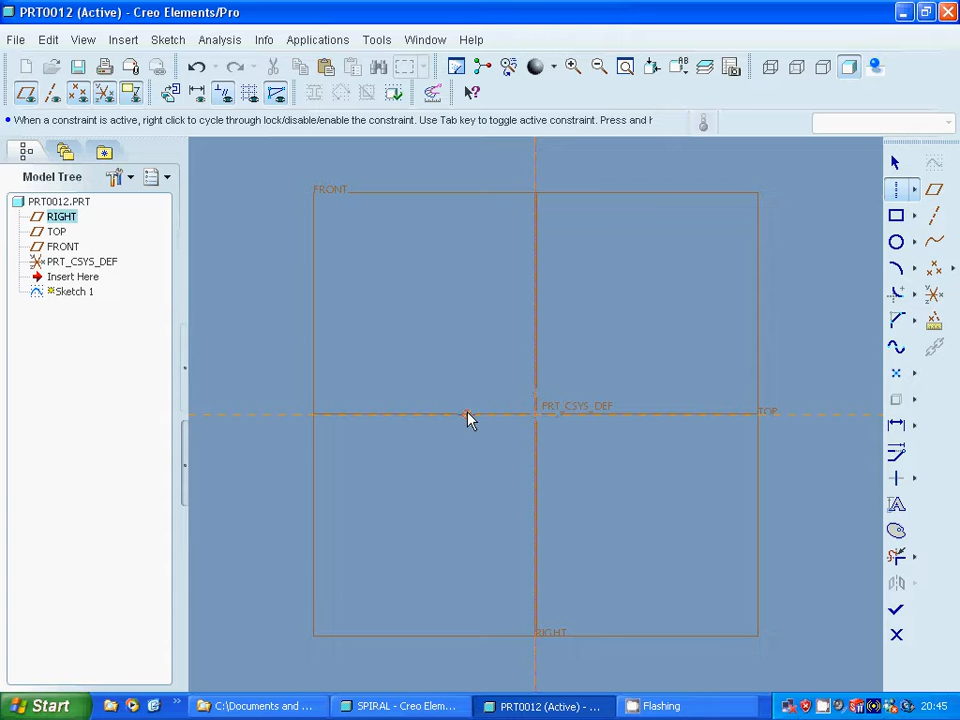 PRT0012 (Active) - Creo Elements/Pro
File Edit View Insert Sketch Analysis Info Applications Tools Window Help
When a constraint is active, right click to cycle through lock/disable/enable the constraint. Use Tab key to toggle active constraint. Press and h
Model Tree
PRT0012.PRT
RIGHT
TOP
FRONT
PRT_CSYS_DEF
Insert Here
Sketch 1
FRONT
PRT_CSYS_DEF
TOP
RIGHT
Start
C:\Documents and ...
SPIRAL - Creo Elem...
PRT0012 (Active) - ...
Flashing
20:45